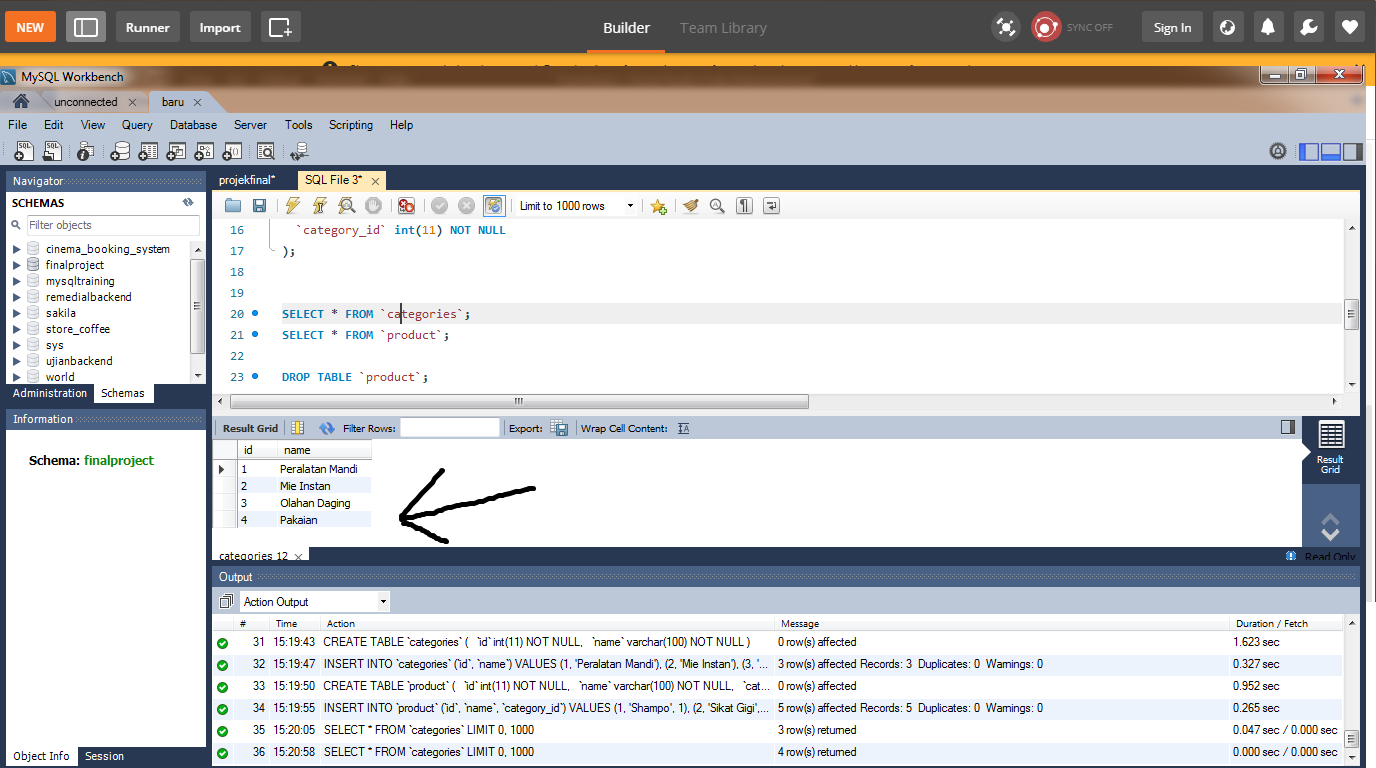 NEW Runner Import Builder Team Library SYNC OFF Sign In
MySQL Workbench
unconnected baru
File Edit View Query Database Server Tools Scripting Help
Navigator
SCHEMAS
Filter objects
cinema_booking_system
finalproject
mysqltraining
remedialbackend
sakila
store_coffee
sys
ujianbackend
world
Administration Schemas
Information
Schema: finalproject
Object Info Session
projekfinal* SQL File 3*
Limit to 1000 rows
16 `category_id` int(11) NOT NULL
17 );
18
19
20 SELECT * FROM `categories`;
21 SELECT * FROM `product`;
22
23 DROP TABLE `product`;
Result Grid Filter Rows: Export: Wrap Cell Content:
id name
1 Peralatan Mandi
2 Mie Instan
3 Olahan Daging
4 Pakaian
Result
Grid
categories 12 Read Only
Output
Action Output
# Time Action Message Duration / Fetch
31 15:19:43 CREATE TABLE `categories` ( `id` int(11) NOT NULL, `name` varchar(100) NOT NULL ) 0 row(s) affected 1.623 sec
32 15:19:47 INSERT INTO `categories` (`id`, `name`) VALUES (1, 'Peralatan Mandi'), (2, 'Mie Instan'), (3, '... 3 row(s) affected Records: 3 Duplicates: 0 Warnings: 0 0.327 sec
33 15:19:50 CREATE TABLE `product` ( `id` int(11) NOT NULL, `name` varchar(100) NOT NULL, `cat... 0 row(s) affected 0.952 sec
34 15:19:55 INSERT INTO `product` (`id`, `name`, `category_id`) VALUES (1, 'Shampo', 1), (2, 'Sikat Gigi',... 5 row(s) affected Records: 5 Duplicates: 0 Warnings: 0 0.265 sec
35 15:20:05 SELECT * FROM `categories` LIMIT 0, 1000 3 row(s) returned 0.047 sec / 0.000 sec
36 15:20:58 SELECT * FROM `categories` LIMIT 0, 1000 4 row(s) returned 0.000 sec / 0.000 sec